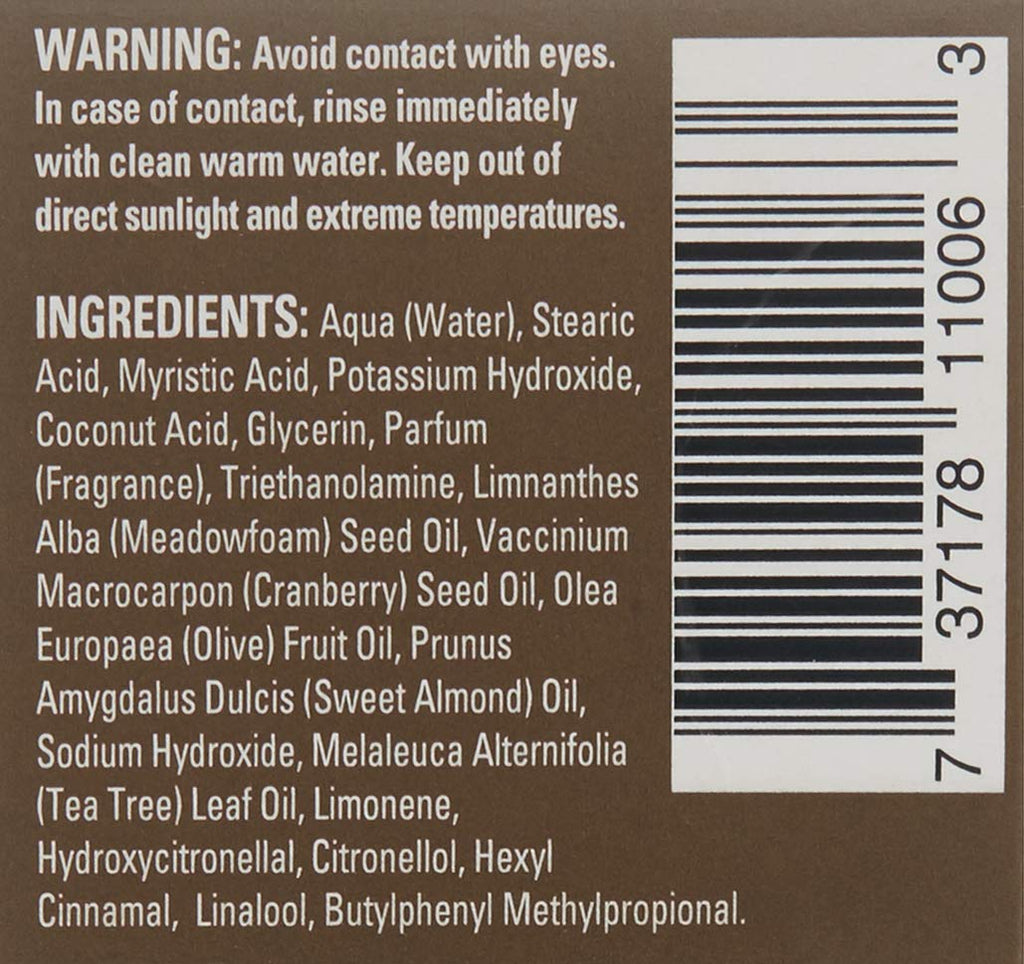 WARNING: Avoid contact with eyes.
In case of contact, rinse immediately
with clean warm water. Keep out of
direct sunlight and extreme temperatures.
INGREDIENTS: Aqua (Water), Stearic
Acid, Myristic Acid, Potassium Hydroxide,
Coconut Acid, Glycerin, Parfum
(Fragrance), Triethanolamine, Limnanthes
Alba (Meadowfoam) Seed Oil, Vaccinium
Macrocarpon (Cranberry) Seed Oil, Olea
Europaea (Olive) Fruit Oil, Prunus
Amygdalus Dulcis (Sweet Almond) Oil,
Sodium Hydroxide, Melaleuca Alternifolia
(Tea Tree) Leaf Oil, Limonene,
Hydroxycitronellal, Citronellol, Hexyl
Cinnamal, Linalool, Butylphenyl Methylpropional.
7 37178 11006 3